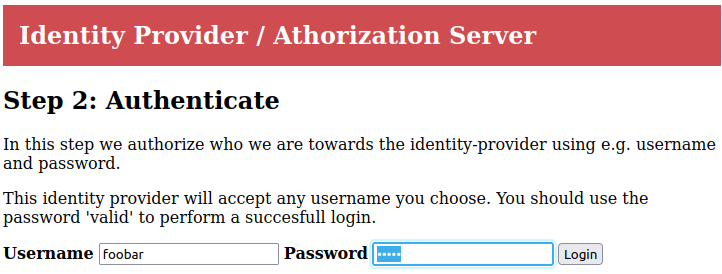 Identity Provider / Athorization Server
Step 2: Authenticate
In this step we authorize who we are towards the identity-provider using e.g. username
and password.
This identity provider will accept any username you choose. You should use the
password 'valid' to perform a succesfull login.
Username foobar Password ••••• Login